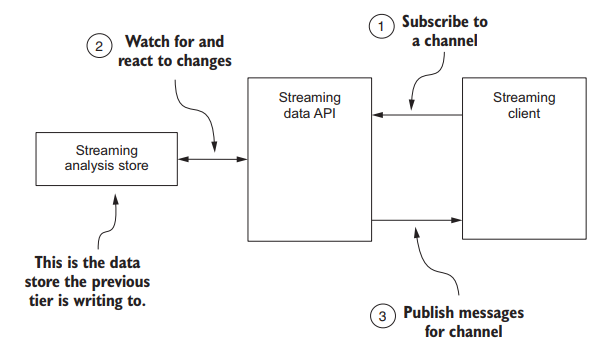 1 Subscribe to
a channel
2 Watch for and
react to changes
Streaming
data API
Streaming
client
Streaming
analysis store
This is the data
store the previous
tier is writing to.
3 Publish messages
for channel